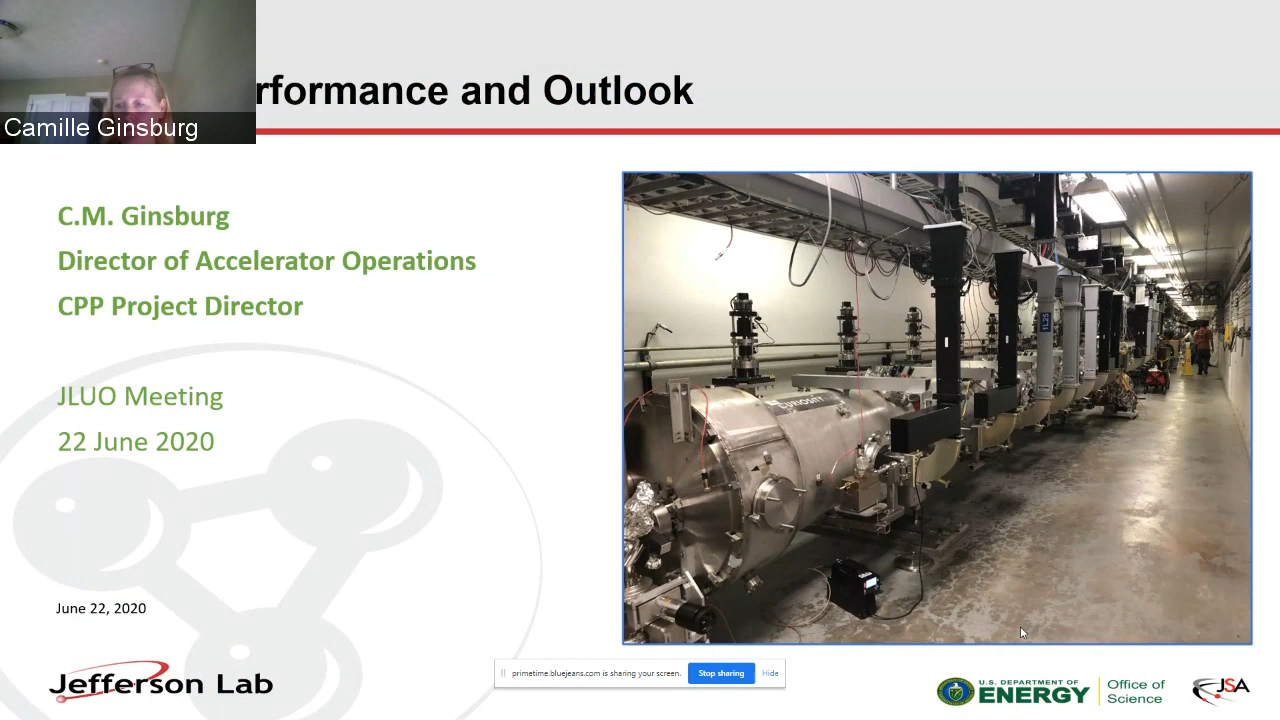 rformance and Outlook
Camille Ginsburg
C.M. Ginsburg
Director of Accelerator Operations
CPP Project Director
JLUO Meeting
22 June 2020
CURIOSITY
1L25
June 22, 2020
Jefferson Lab
primetime.bluejeans.com is sharing your screen.
Stop sharing
Hide
U.S. DEPARTMENT OF
ENERGY
Office of
Science
JSA